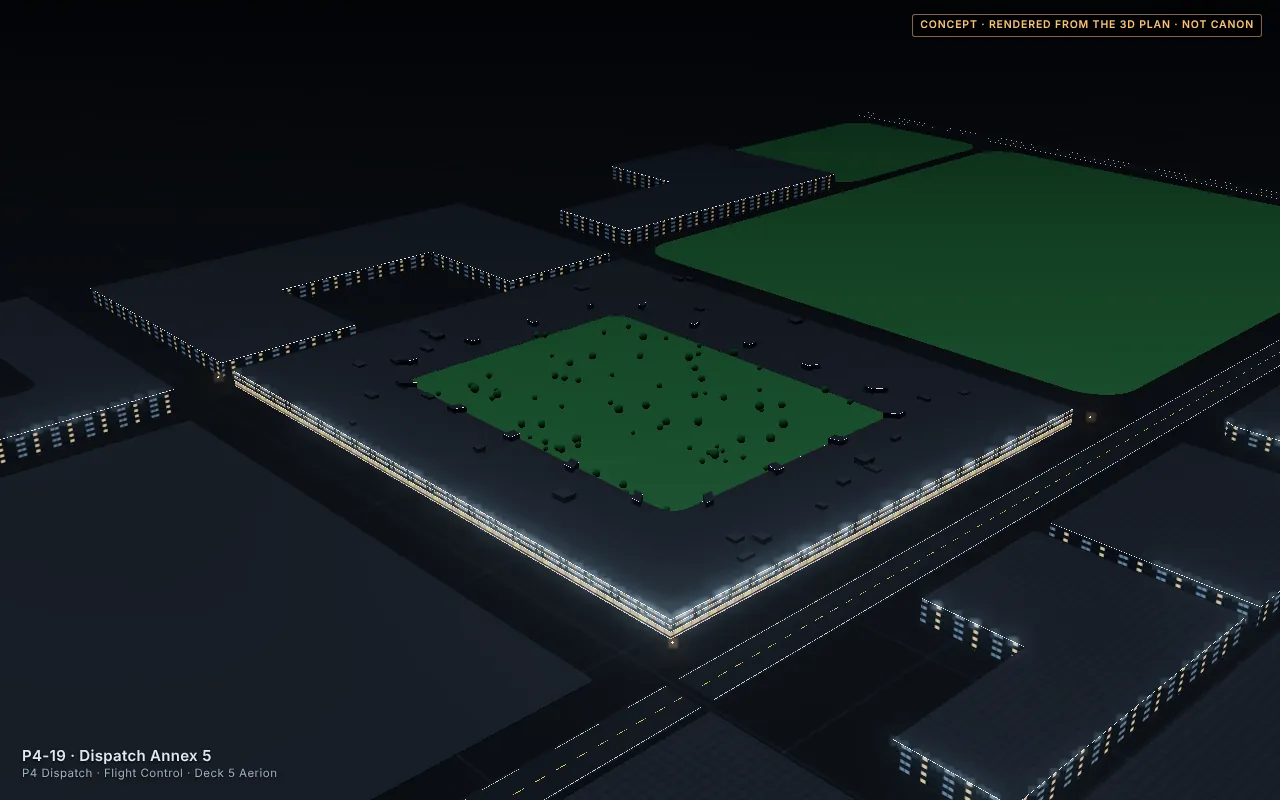 CONCEPT · RENDERED FROM THE 3D PLAN · NOT CANON
P4-19 · Dispatch Annex 5
P4 Dispatch · Flight Control · Deck 5 Aerion